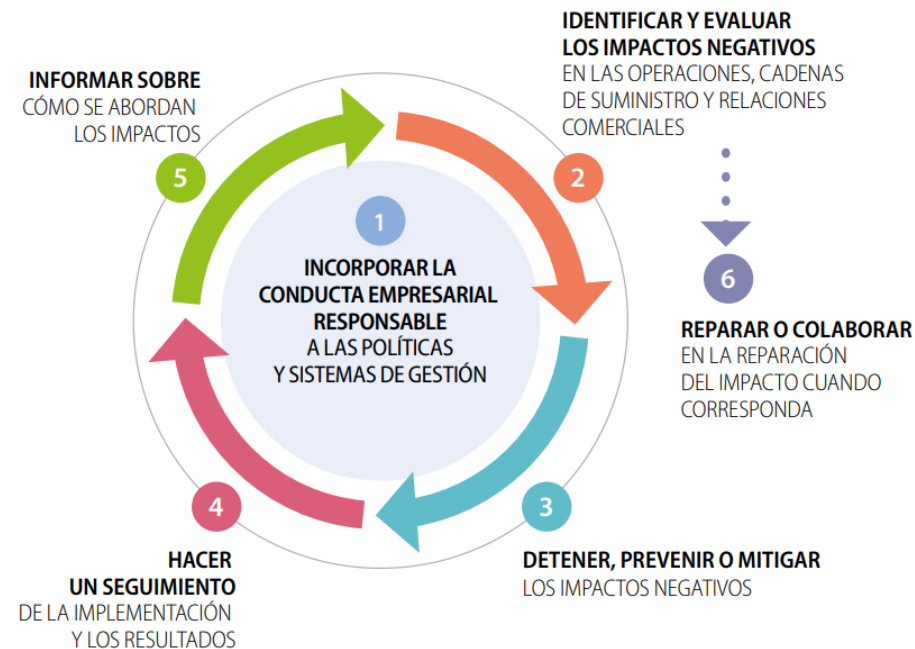 1
INCORPORAR LA
CONDUCTA EMPRESARIAL
RESPONSABLE
A LAS POLÍTICAS
Y SISTEMAS DE GESTIÓN
2
IDENTIFICAR Y EVALUAR
LOS IMPACTOS NEGATIVOS
EN LAS OPERACIONES, CADENAS
DE SUMINISTRO Y RELACIONES
COMERCIALES
3
DETENER, PREVENIR O MITIGAR
LOS IMPACTOS NEGATIVOS
4
HACER
UN SEGUIMIENTO
DE LA IMPLEMENTACIÓN
Y LOS RESULTADOS
5
INFORMAR SOBRE
CÓMO SE ABORDAN
LOS IMPACTOS
6
REPARAR O COLABORAR
EN LA REPARACIÓN
DEL IMPACTO CUANDO
CORRESPONDA